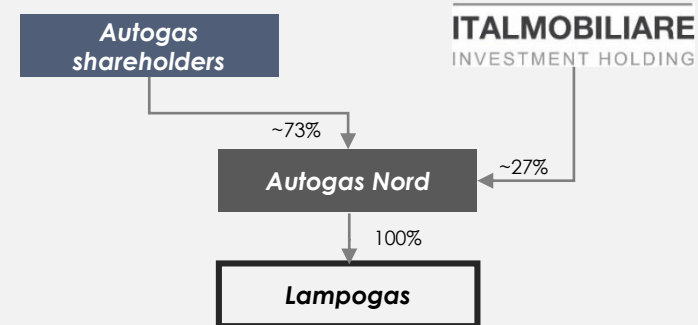 Autogas
shareholders
ITALMOBILIARE
INVESTMENT HOLDING
~73%
~27%
Autogas Nord
100%
Lampogas